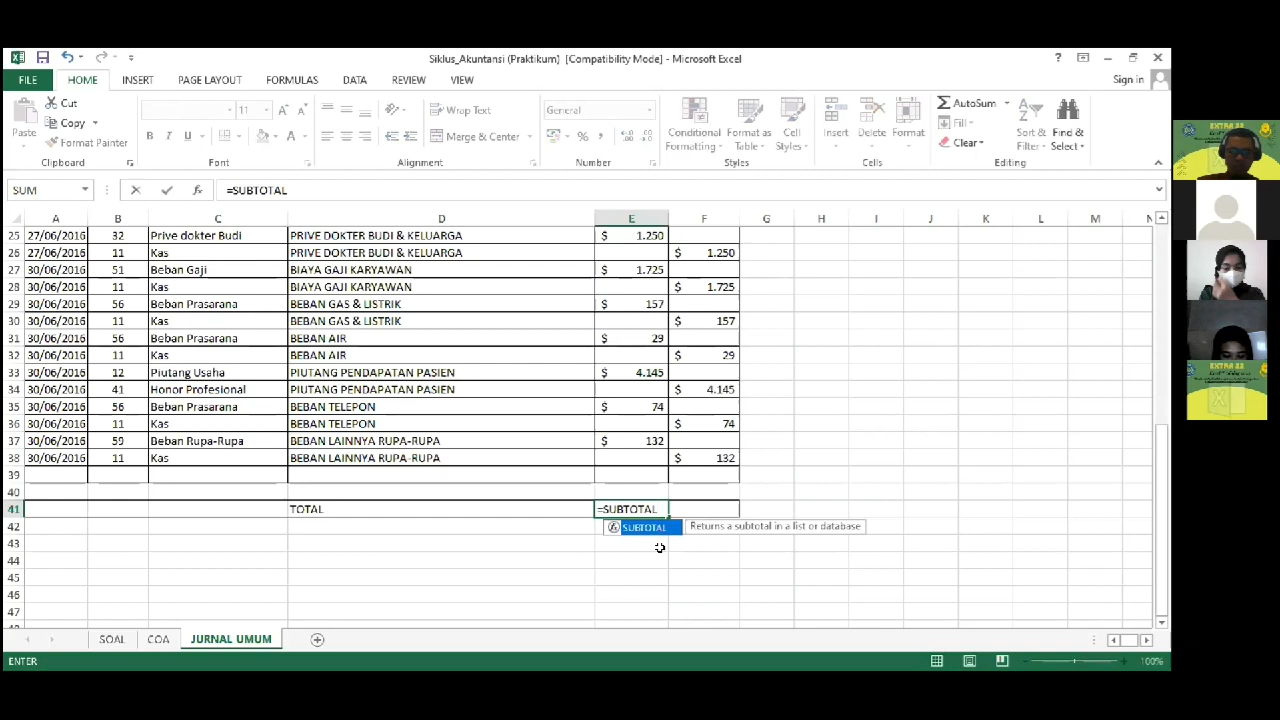 Siklus_Akuntansi (Praktikum) [Compatibility Mode] - Microsoft Excel
FILE HOME INSERT PAGE LAYOUT FORMULAS DATA REVIEW VIEW Sign in
Paste Cut Copy Format Painter
11 Wrap Text Merge & Center General
Conditional Formatting Format as Table Cell Styles
Insert Delete Format
AutoSum Fill Clear Sort & Filter Find & Select
Clipboard Font Alignment Number Styles Cells Editing
SUM =SUBTOTAL
A B C D E F G H I J K L M N
25 27/06/2016 32 Prive dokter Budi PRIVE DOKTER BUDI & KELUARGA $ 1.250
26 27/06/2016 11 Kas PRIVE DOKTER BUDI & KELUARGA $ 1.250
27 30/06/2016 51 Beban Gaji BIAYA GAJI KARYAWAN $ 1.725
28 30/06/2016 11 Kas BIAYA GAJI KARYAWAN $ 1.725
29 30/06/2016 56 Beban Prasarana BEBAN GAS & LISTRIK $ 157
30 30/06/2016 11 Kas BEBAN GAS & LISTRIK $ 157
31 30/06/2016 56 Beban Prasarana BEBAN AIR $ 29
32 30/06/2016 11 Kas BEBAN AIR $ 29
33 30/06/2016 12 Piutang Usaha PIUTANG PENDAPATAN PASIEN $ 4.145
34 30/06/2016 41 Honor Profesional PIUTANG PENDAPATAN PASIEN $ 4.145
35 30/06/2016 56 Beban Prasarana BEBAN TELEPON $ 74
36 30/06/2016 11 Kas BEBAN TELEPON $ 74
37 30/06/2016 59 Beban Rupa-Rupa BEBAN LAINNYA RUPA-RUPA $ 132
38 30/06/2016 11 Kas BEBAN LAINNYA RUPA-RUPA $ 132
39
40
41 TOTAL =SUBTOTAL
42 SUBTOTAL Returns a subtotal in a list or database
43
44
45
46
47
SOAL COA JURNAL UMUM
ENTER 100%